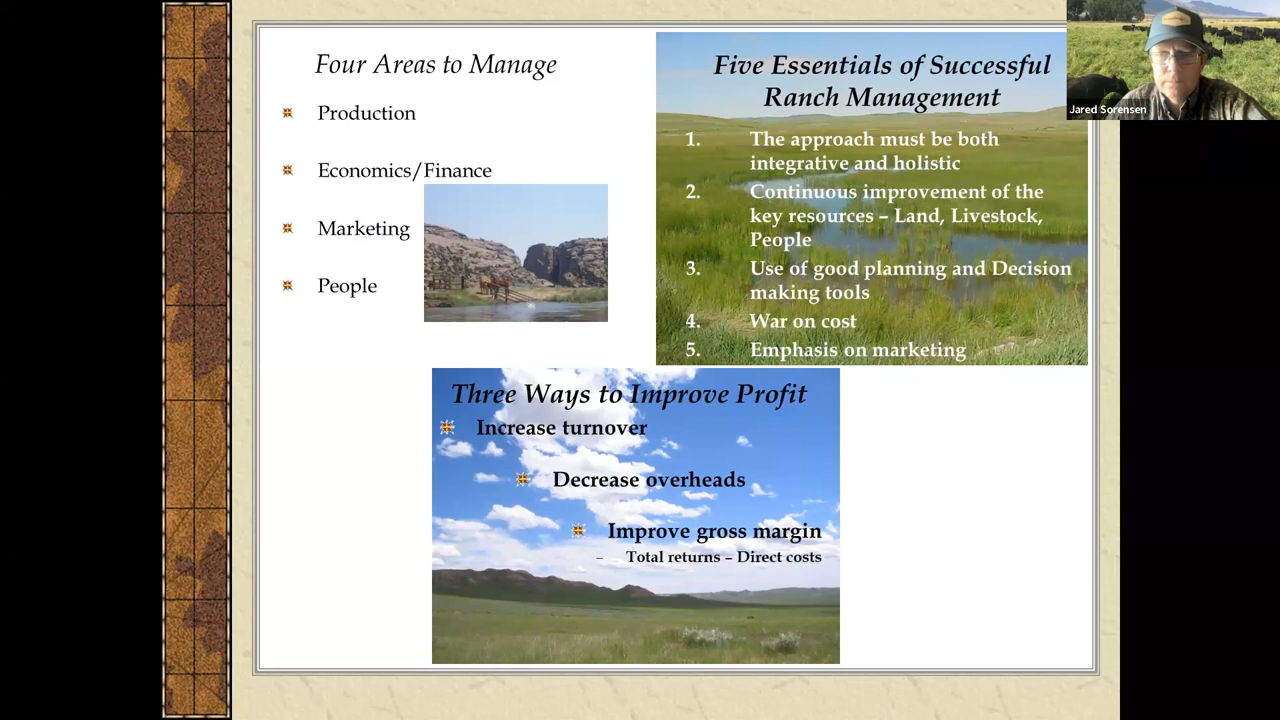 Four Areas to Manage
Production
Economics/Finance
Marketing
People
Five Essentials of Successful
Ranch Management
1. The approach must be both
integrative and holistic
2. Continuous improvement of the
key resources – Land, Livestock,
People
3. Use of good planning and Decision
making tools
4. War on cost
5. Emphasis on marketing
Three Ways to Improve Profit
Increase turnover
Decrease overheads
Improve gross margin
– Total returns – Direct costs
Jared Sorensen